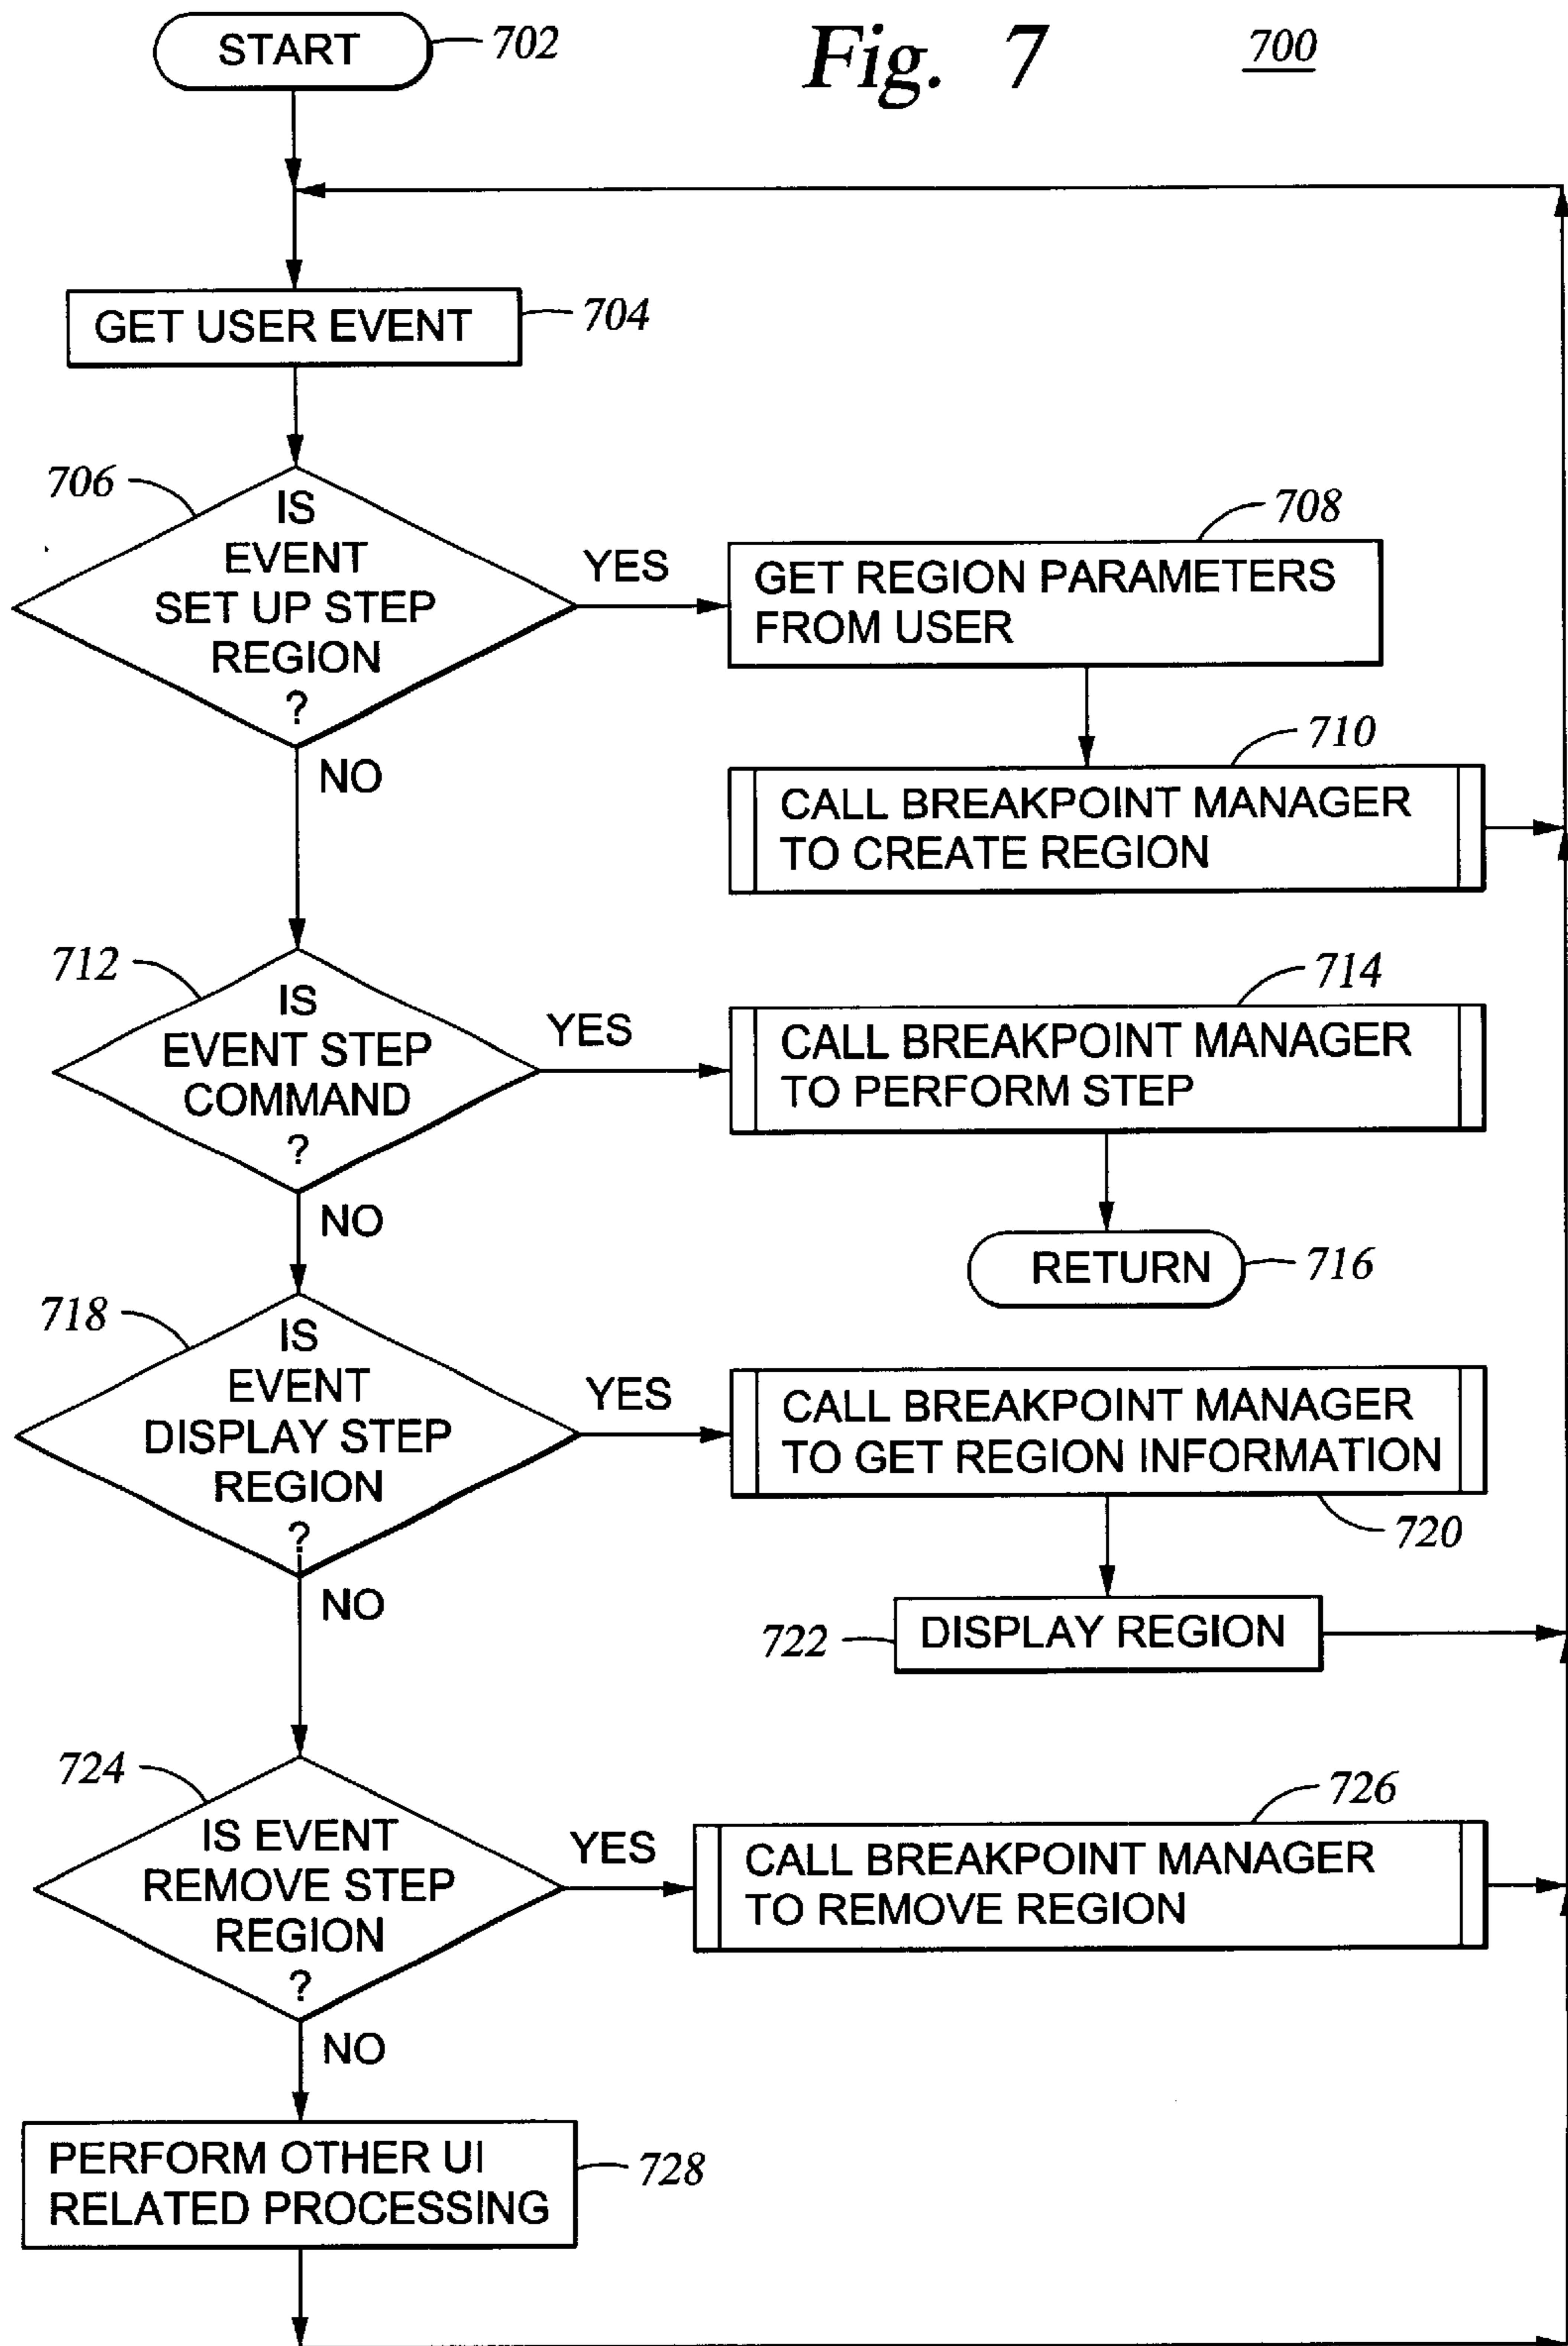 START
702
Fig. 7
700
GET USER EVENT
704
706
IS
EVENT
SET UP STEP
REGION
?
YES
NO
708
GET REGION PARAMETERS
FROM USER
710
CALL BREAKPOINT MANAGER
TO CREATE REGION
712
IS
EVENT STEP
COMMAND
?
YES
NO
714
CALL BREAKPOINT MANAGER
TO PERFORM STEP
RETURN
716
718
IS
EVENT
DISPLAY STEP
REGION
?
YES
NO
CALL BREAKPOINT MANAGER
TO GET REGION INFORMATION
720
722
DISPLAY REGION
724
IS EVENT
REMOVE STEP
REGION
?
YES
NO
726
CALL BREAKPOINT MANAGER
TO REMOVE REGION
PERFORM OTHER UI
RELATED PROCESSING
728